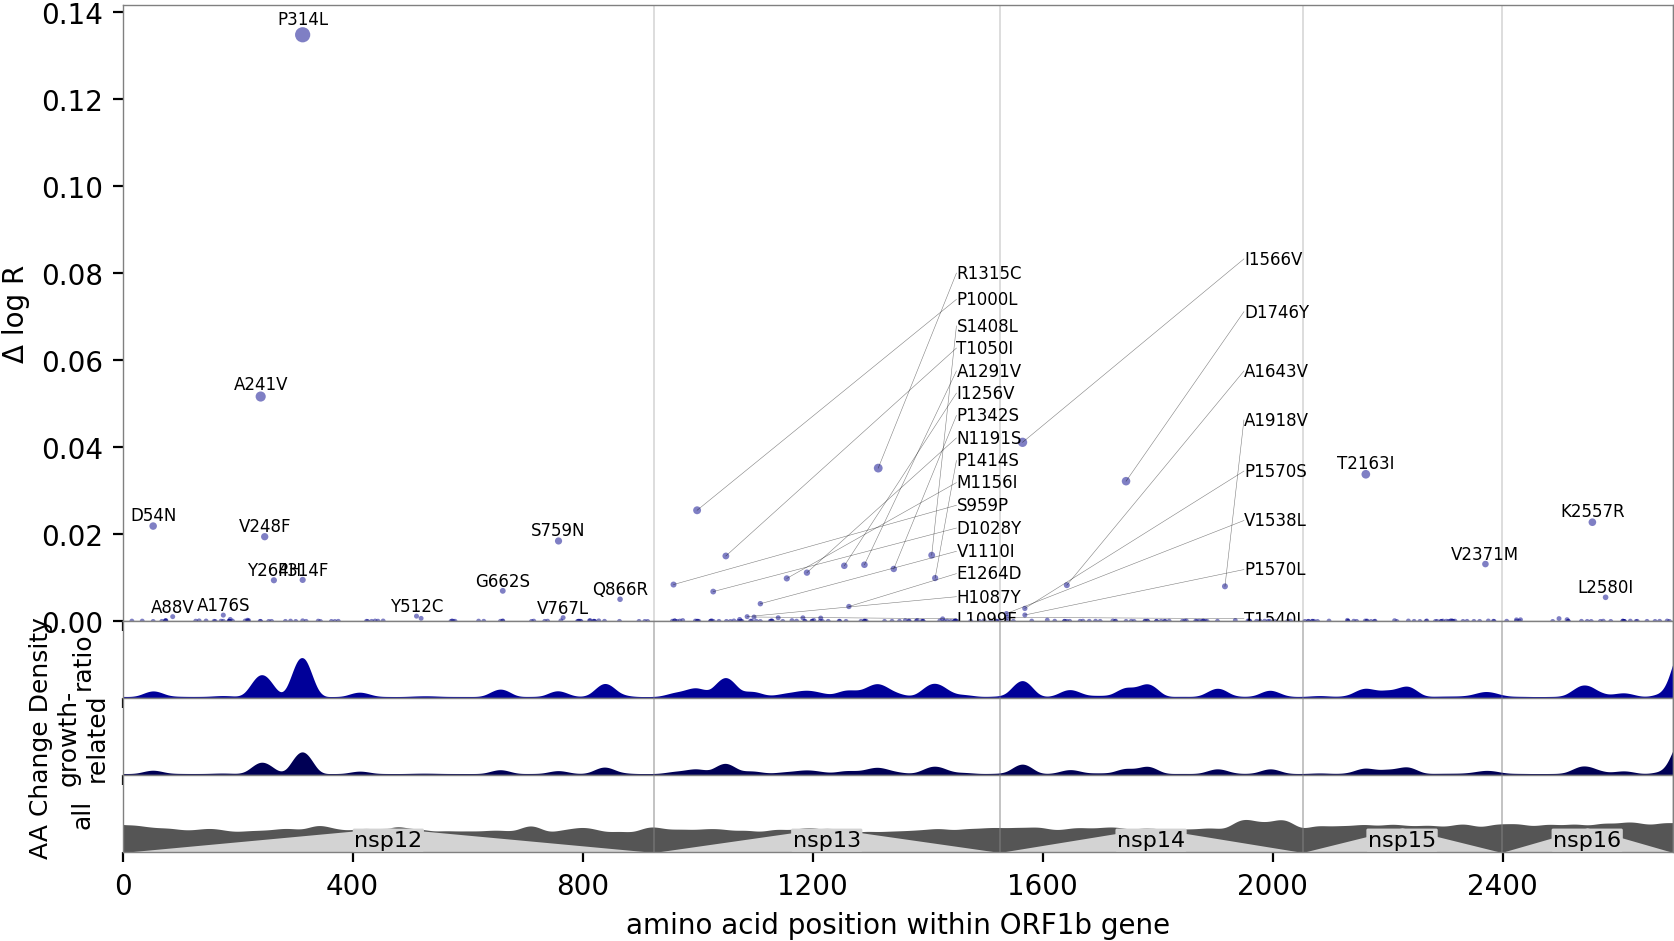 0.14
0.12
0.10
0.08
0.06
0.04
0.02
0.00
Δ log R
P314L
A241V
D54N
V248F
P314F
A88V
A176S
Y512C
G662S
S759N
V767L
Q866R
R1315C
P1000L
S1408L
T1050I
A1291V
I1256V
P1342S
N1191S
P1414S
M1156I
S959P
D1028Y
V1110I
E1264D
H1087Y
I1566V
D1746Y
A1643V
A1918V
P1570S
V1538L
P1570L
T2163I
K2557R
V2371M
L2580I
AA Change Density
ratio
growth-
related
all
nsp12
nsp13
nsp14
nsp15
nsp16
0
400
800
1200
1600
2000
2400
amino acid position within ORF1b gene